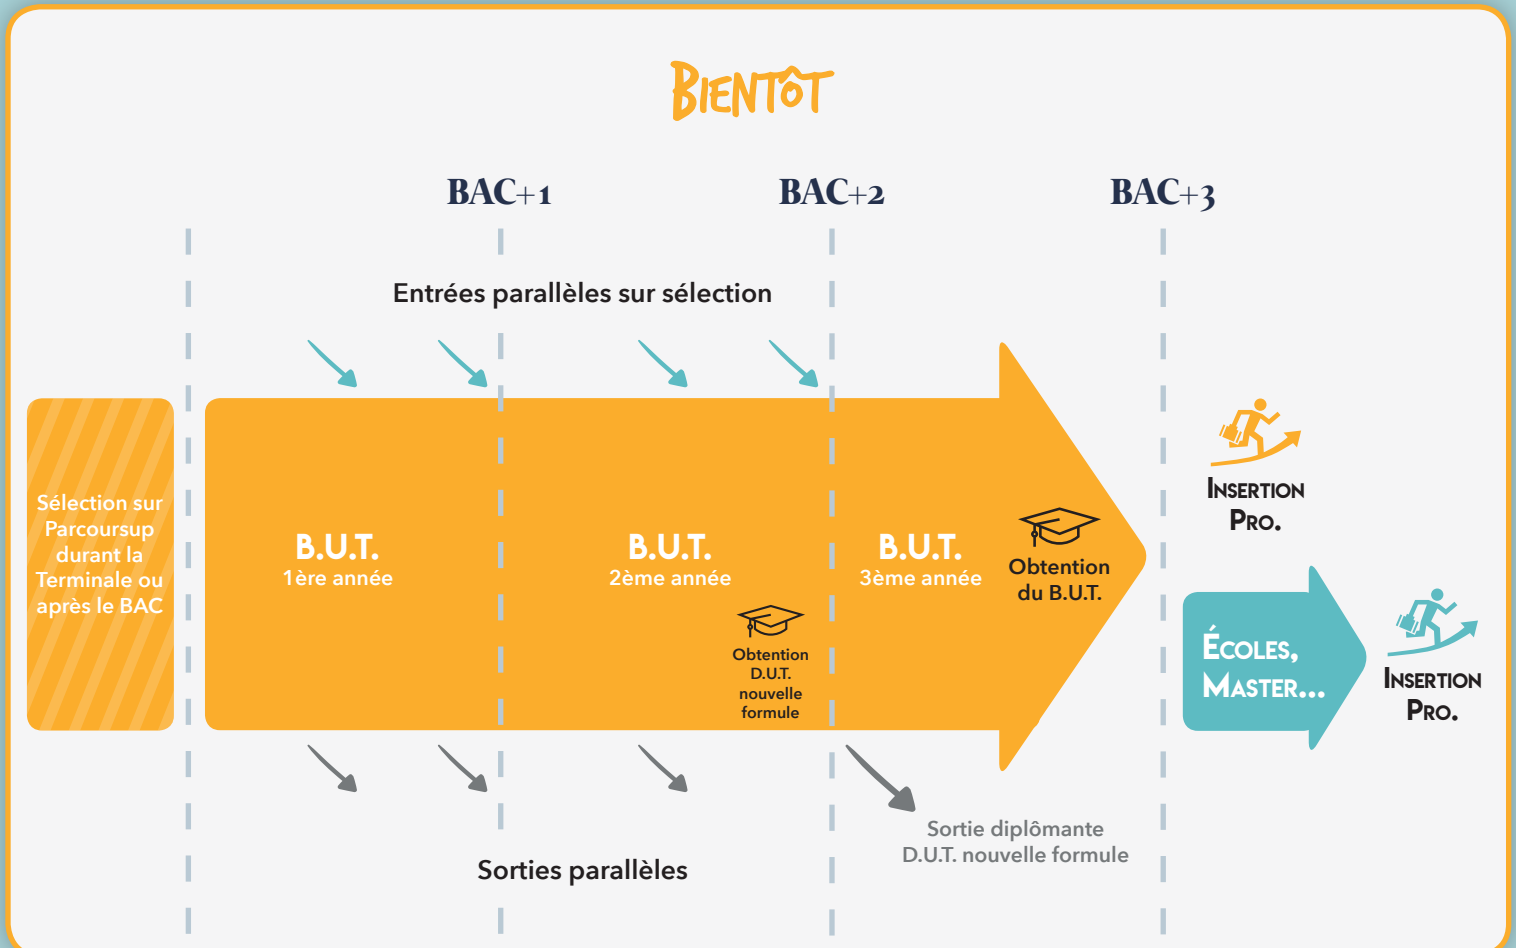 BIENTÔT
BAC+1
BAC+2
BAC+3
Entrées parallèles sur sélection
Sélection sur
Parcoursup
durant la
Terminale ou
après le BAC
B.U.T.
1ère année
B.U.T.
2ème année
Obtention
D.U.T.
nouvelle
formule
B.U.T.
3ème année
Obtention
du B.U.T.
INSERTION
PRO.
ÉCOLES,
MASTER...
INSERTION
PRO.
Sortie diplômante
D.U.T. nouvelle formule
Sorties parallèles